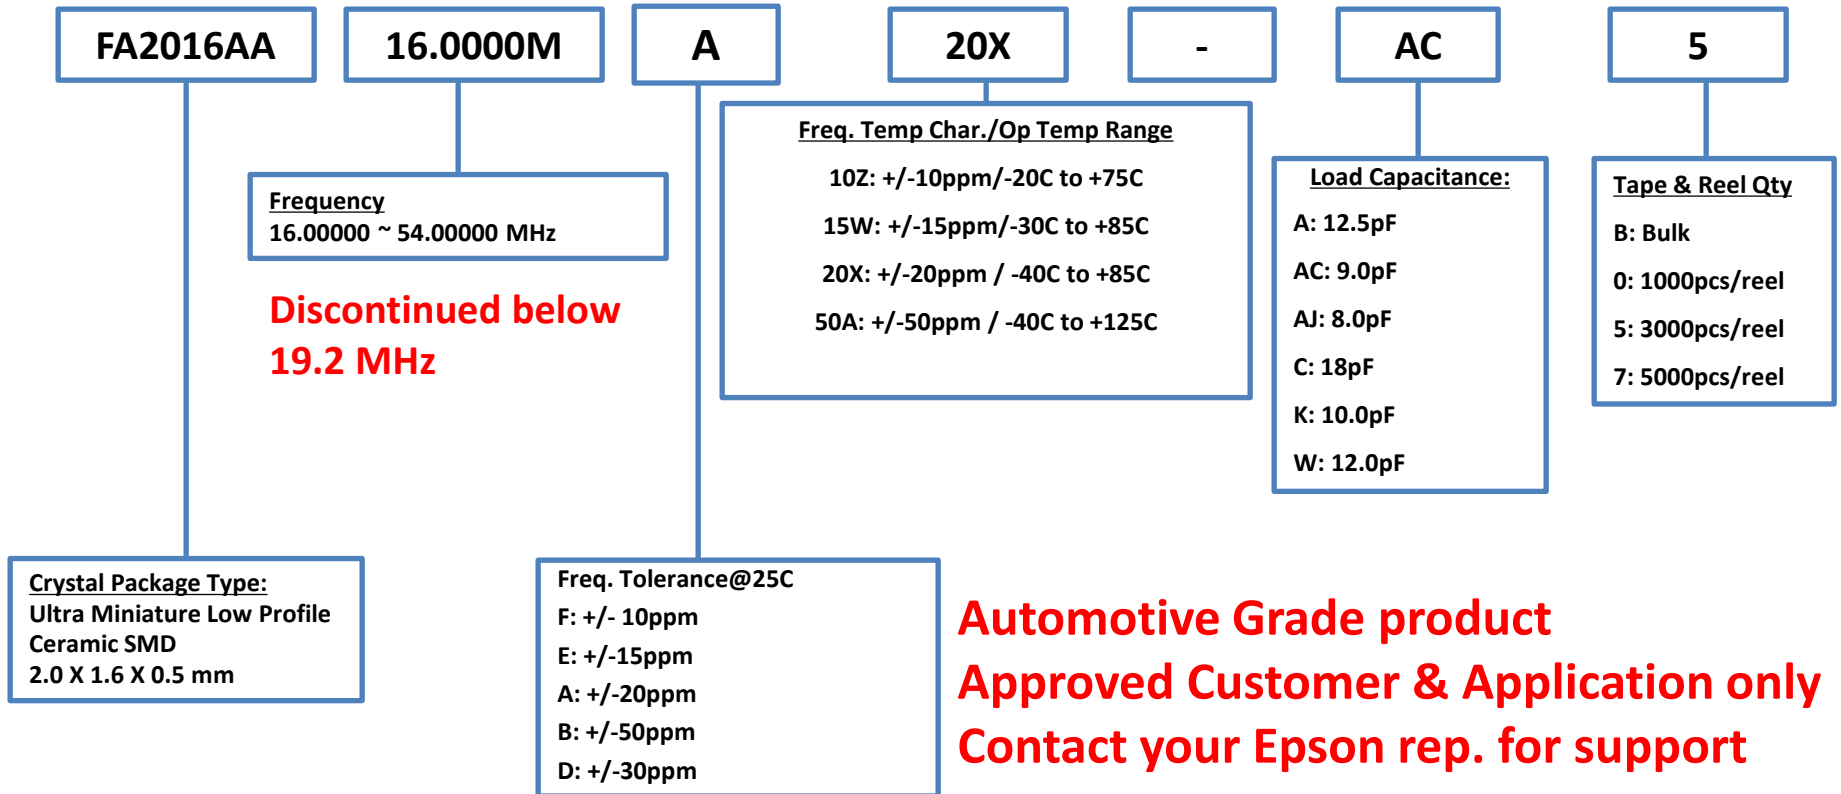 FA2016AA
16.0000M
A
20X
-
AC
5
Freq. Temp Char./Op Temp Range
10Z: +/-10ppm/-20C to +75C
15W: +/-15ppm/-30C to +85C
20X: +/-20ppm / -40C to +85C
50A: +/-50ppm / -40C to +125C
Frequency
16.00000 ~ 54.00000 MHz
Discontinued below
19.2 MHz
Load Capacitance:
A: 12.5pF
AC: 9.0pF
AJ: 8.0pF
C: 18pF
K: 10.0pF
W: 12.0pF
Tape & Reel Qty
B: Bulk
0: 1000pcs/reel
5: 3000pcs/reel
7: 5000pcs/reel
Crystal Package Type:
Ultra Miniature Low Profile
Ceramic SMD
2.0 X 1.6 X 0.5 mm
Freq. Tolerance@25C
F: +/- 10ppm
E: +/-15ppm
A: +/-20ppm
B: +/-50ppm
D: +/-30ppm
Automotive Grade product
Approved Customer & Application only
Contact your Epson rep. for support